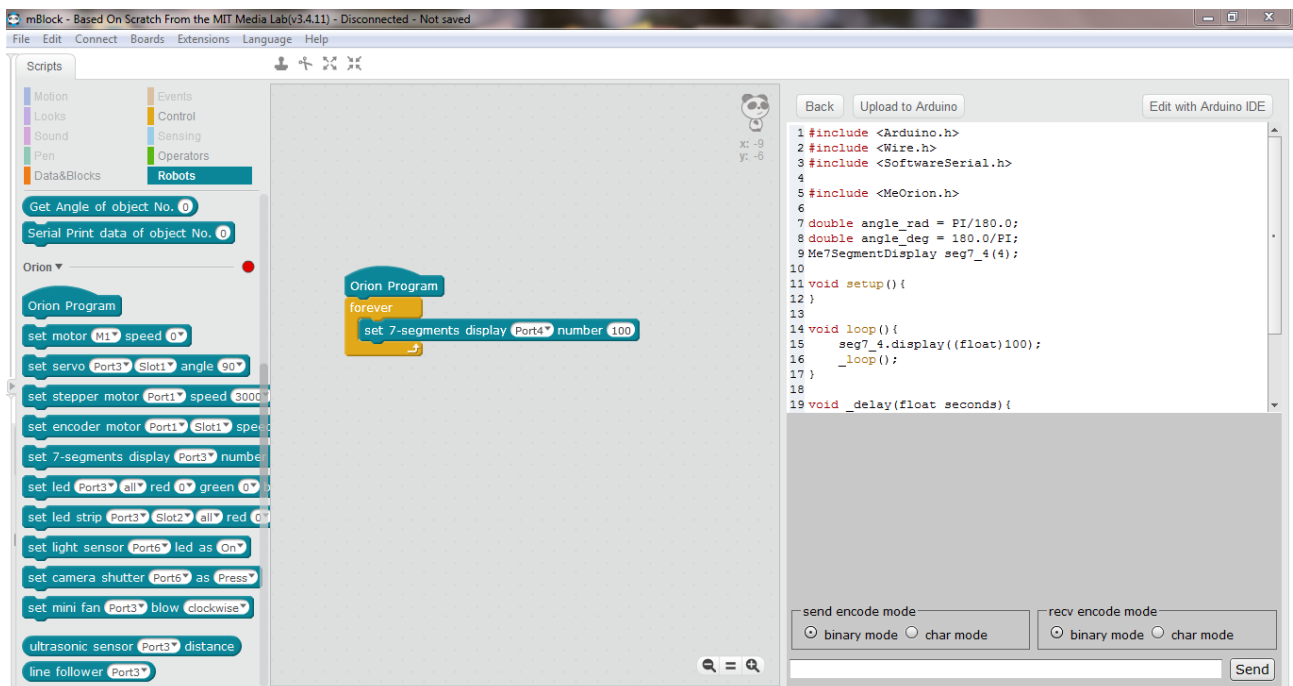 mBlock - Based On Scratch From the MIT Media Lab(v3.4.11) - Disconnected - Not saved
File Edit Connect Boards Extensions Language Help
Scripts
Motion Events
Looks Control
Sound Sensing
Pen Operators
Data&Blocks Robots
Get Angle of object No. 0
Serial Print data of object No. 0
Orion
Orion Program
set motor M1 speed 0
set servo Port3 Slot1 angle 90
set stepper motor Port1 speed 3000
set encoder motor Port1 Slot1 spee
set 7-segments display Port3 number
set led Port3 all red 0 green 0 b
set led strip Port3 Slot2 all red 0
set light sensor Port6 led as On
set camera shutter Port6 as Press
set mini fan Port3 blow clockwise
ultrasonic sensor Port3 distance
line follower Port3
Orion Program
forever
set 7-segments display Port4 number 100
x: -9
y: -6
Back Upload to Arduino Edit with Arduino IDE
1 #include <Arduino.h>
2 #include <Wire.h>
3 #include <SoftwareSerial.h>
4
5 #include <MeOrion.h>
6
7 double angle_rad = PI/180.0;
8 double angle_deg = 180.0/PI;
9 Me7SegmentDisplay seg7_4(4);
10
11 void setup(){
12 }
13
14 void loop(){
15 seg7_4.display((float)100);
16 _loop();
17 }
18
19 void _delay(float seconds){
send encode mode
binary mode char mode
recv encode mode
binary mode char mode
Send